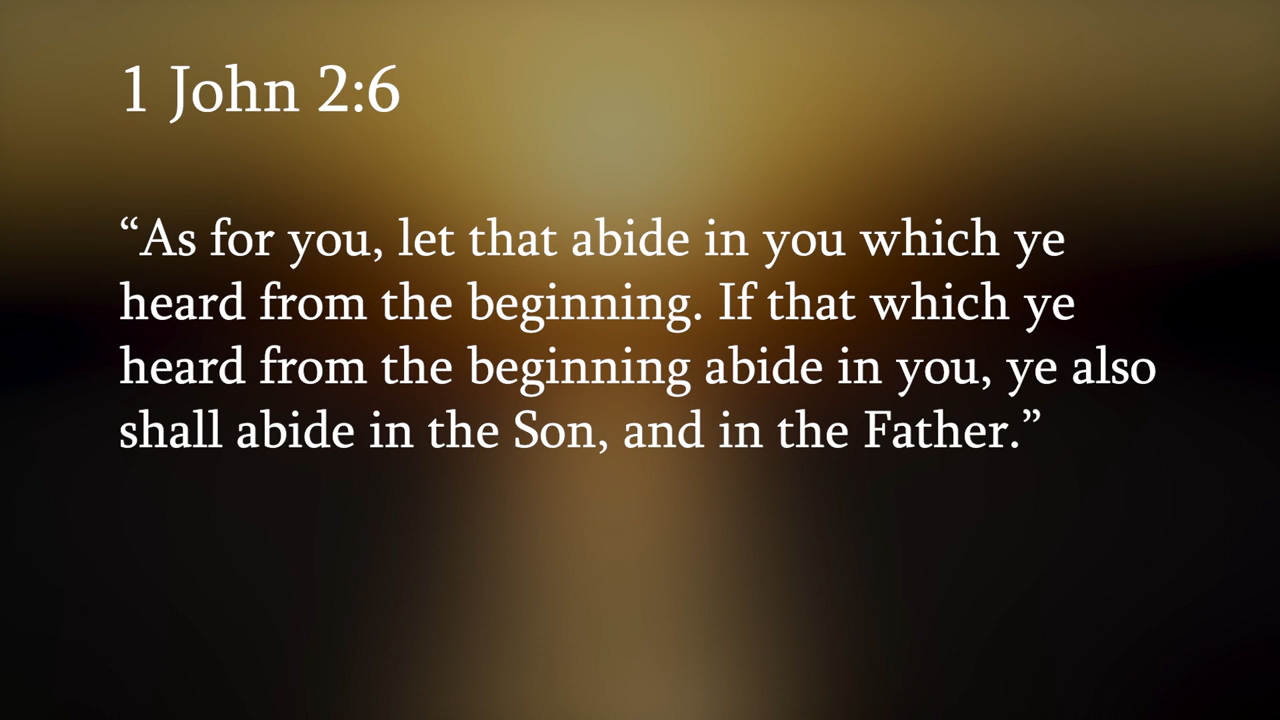 1 John 2:6
“As for you, let that abide in you which ye
heard from the beginning. If that which ye
heard from the beginning abide in you, ye also
shall abide in the Son, and in the Father.”